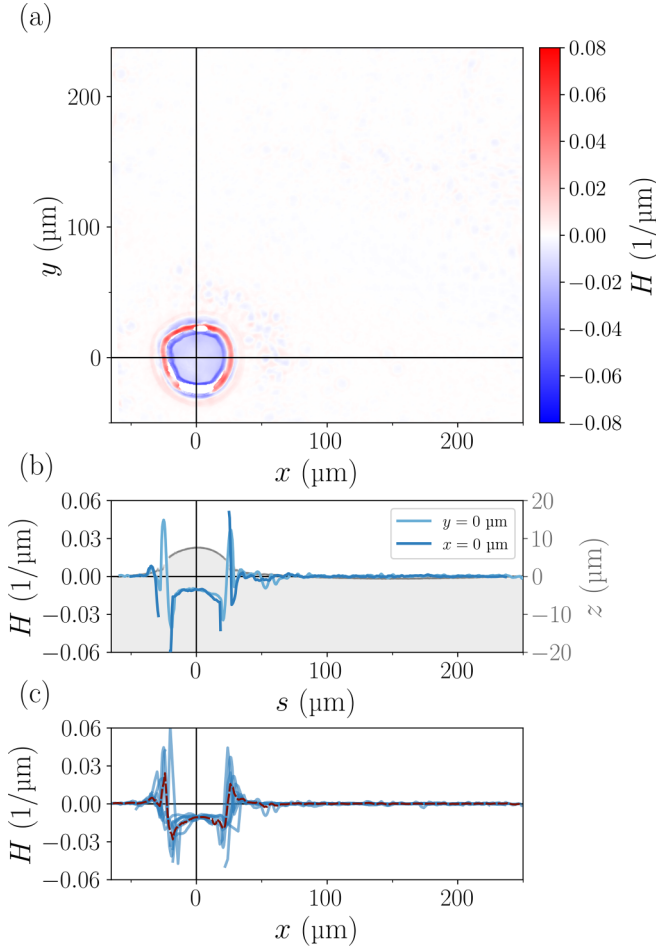 (a)
200
100
0
y (µm)
0
100
200
x (µm)
0.08
0.06
0.04
0.02
0.00
−0.02
−0.04
−0.06
−0.08
H (1/µm)
(b)
0.06
0.03
0.00
−0.03
−0.06
H (1/µm)
y = 0 µm
x = 0 µm
20
10
0
−10
−20
z (µm)
0
100
200
s (µm)
(c)
0.06
0.03
0.00
−0.03
−0.06
H (1/µm)
0
100
200
x (µm)